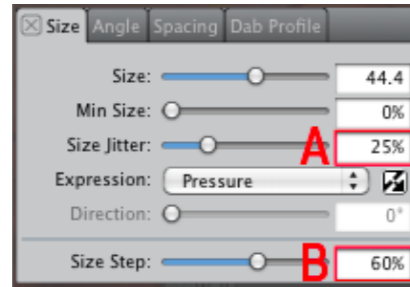 Size Angle Spacing Dab Profile
Size: 44.4
Min Size: 0%
Size Jitter: A 25%
Expression: Pressure
Direction: 0°
Size Step: B 60%